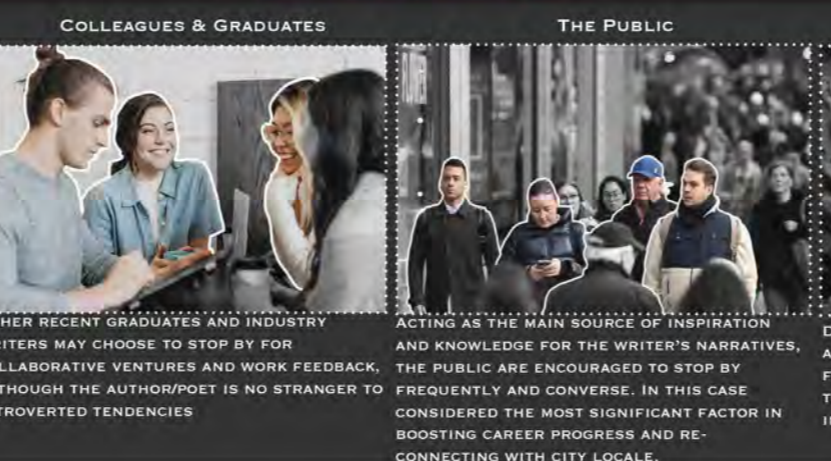 Colleagues & Graduates
HER RECENT GRADUATES AND INDUSTRY
RITERS MAY CHOOSE TO STOP BY FOR
LLABORATIVE VENTURES AND WORK FEEDBACK,
THOUGH THE AUTHOR/POET IS NO STRANGER TO
TROVERTED TENDENCIES
The Public
Acting as the main source of inspiration
and knowledge for the writer's narratives,
the public are encouraged to stop by
frequently and converse. In this case
considered the most significant factor in
boosting career progress and re-
connecting with city locale.